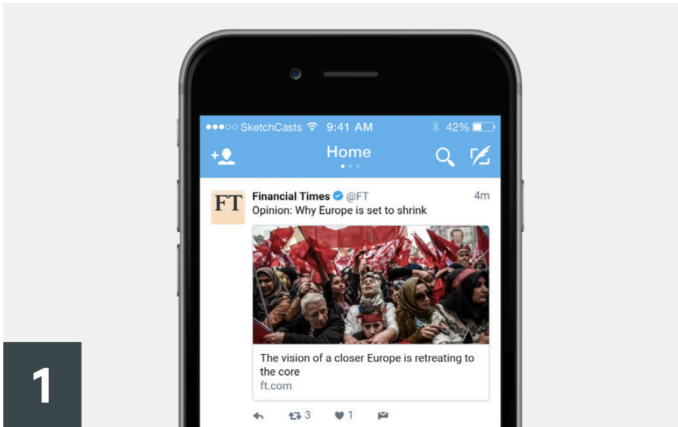 SketchCasts 9:41 AM 42%
Home
FT Financial Times @FT 4m
Opinion: Why Europe is set to shrink
The vision of a closer Europe is retreating to
the core
ft.com
3 1
1